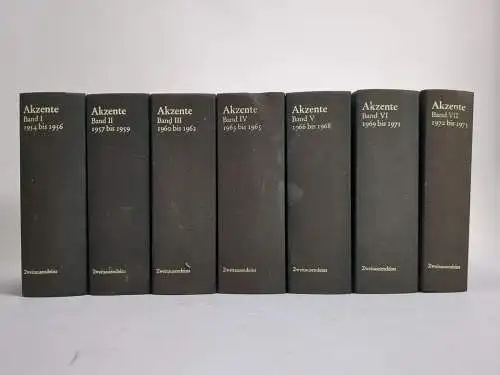 Akzente
Band I
1954 bis 1956
Zweitausendeins
Akzente
Band II
1957 bis 1959
Zweitausendeins
Akzente
Band III
1960 bis 1962
Zweitausendeins
Akzente
Band IV
1963 bis 1965
Zweitausendeins
Akzente
Band V
1966 bis 1968
Zweitausendeins
Akzente
Band VI
1969 bis 1971
Zweitausendeins
Akzente
Band VII
1972 bis 1973
Zweitausendeins